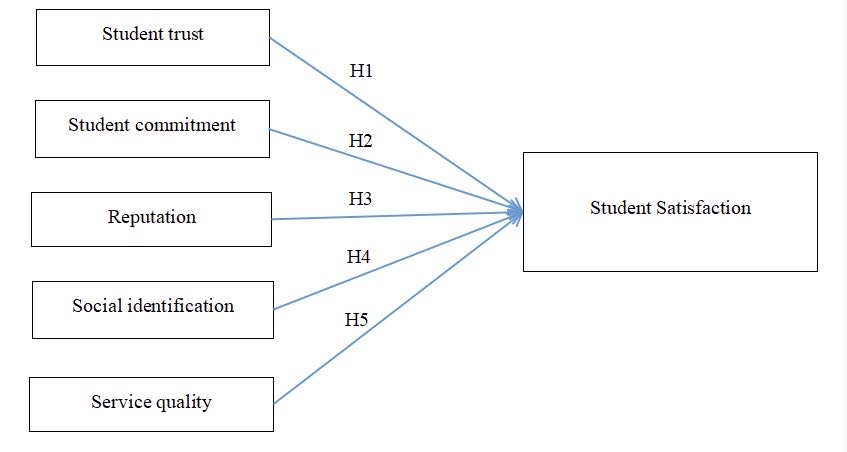 Student trust
H1
Student commitment
H2
Reputation
H3
Student Satisfaction
H4
Social identification
H5
Service quality